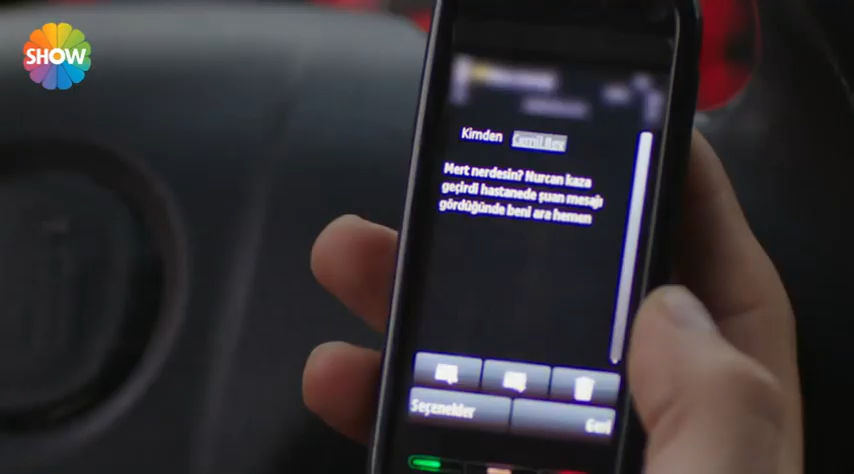 SHOW
Kimden Cemil Bey
Mert nerdesin? Nurcan kaza
geçirdi hastanede şuan mesajı
gördüğünde beni ara hemen
Seçenekler Geri